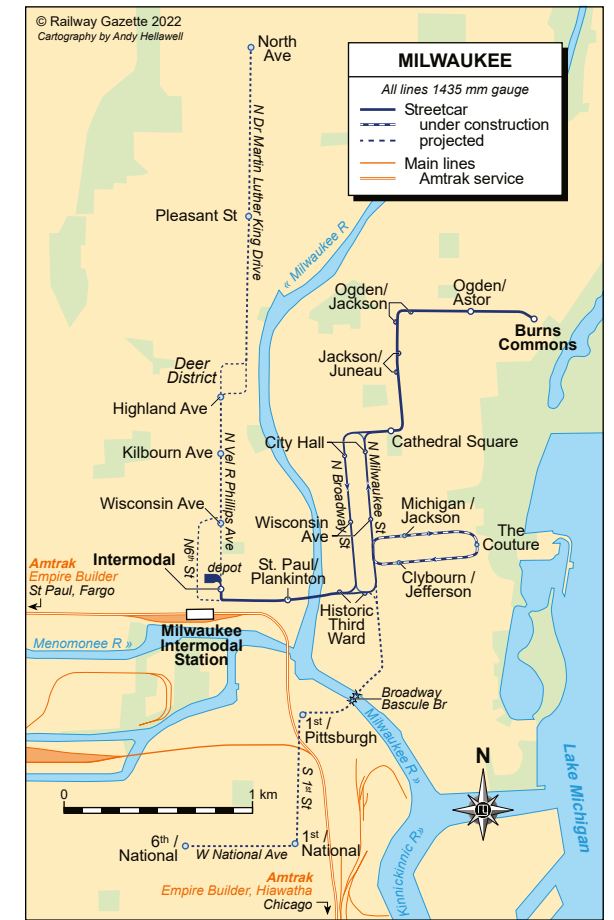 © Railway Gazette 2022
Cartography by Andy Hellawell
North
Ave
MILWAUKEE
All lines 1435 mm gauge
Streetcar
under construction
projected
Main lines
Amtrak service
N Dr Martin Luther King Drive
Pleasant St
« Milwaukee R
Ogden/
Jackson
Ogden/
Astor
Burns
Commons
Jackson/
Juneau
Deer
District
Highland Ave
City Hall
Cathedral Square
Kilbourn Ave
N Vel R Phillips Ave
N Broadway St
N Milwaukee St
Wisconsin Ave
Wisconsin
Ave
Michigan /
Jackson
The
Couture
N6th St
Intermodal
depot
St. Paul/
Plankinton
Clybourn /
Jefferson
Amtrak
Empire Builder
St Paul, Fargo
Historic
Third
Ward
Milwaukee
Intermodal
Station
Menomonee R »
Broadway
Bascule Br
1st /
Pittsburgh
Milwaukee R »
S 1st St
N
Lake Michigan
0
1 km
6th /
National
W National Ave
1st /
National
Kinnickinnic R»
Amtrak
Empire Builder, Hiawatha
Chicago